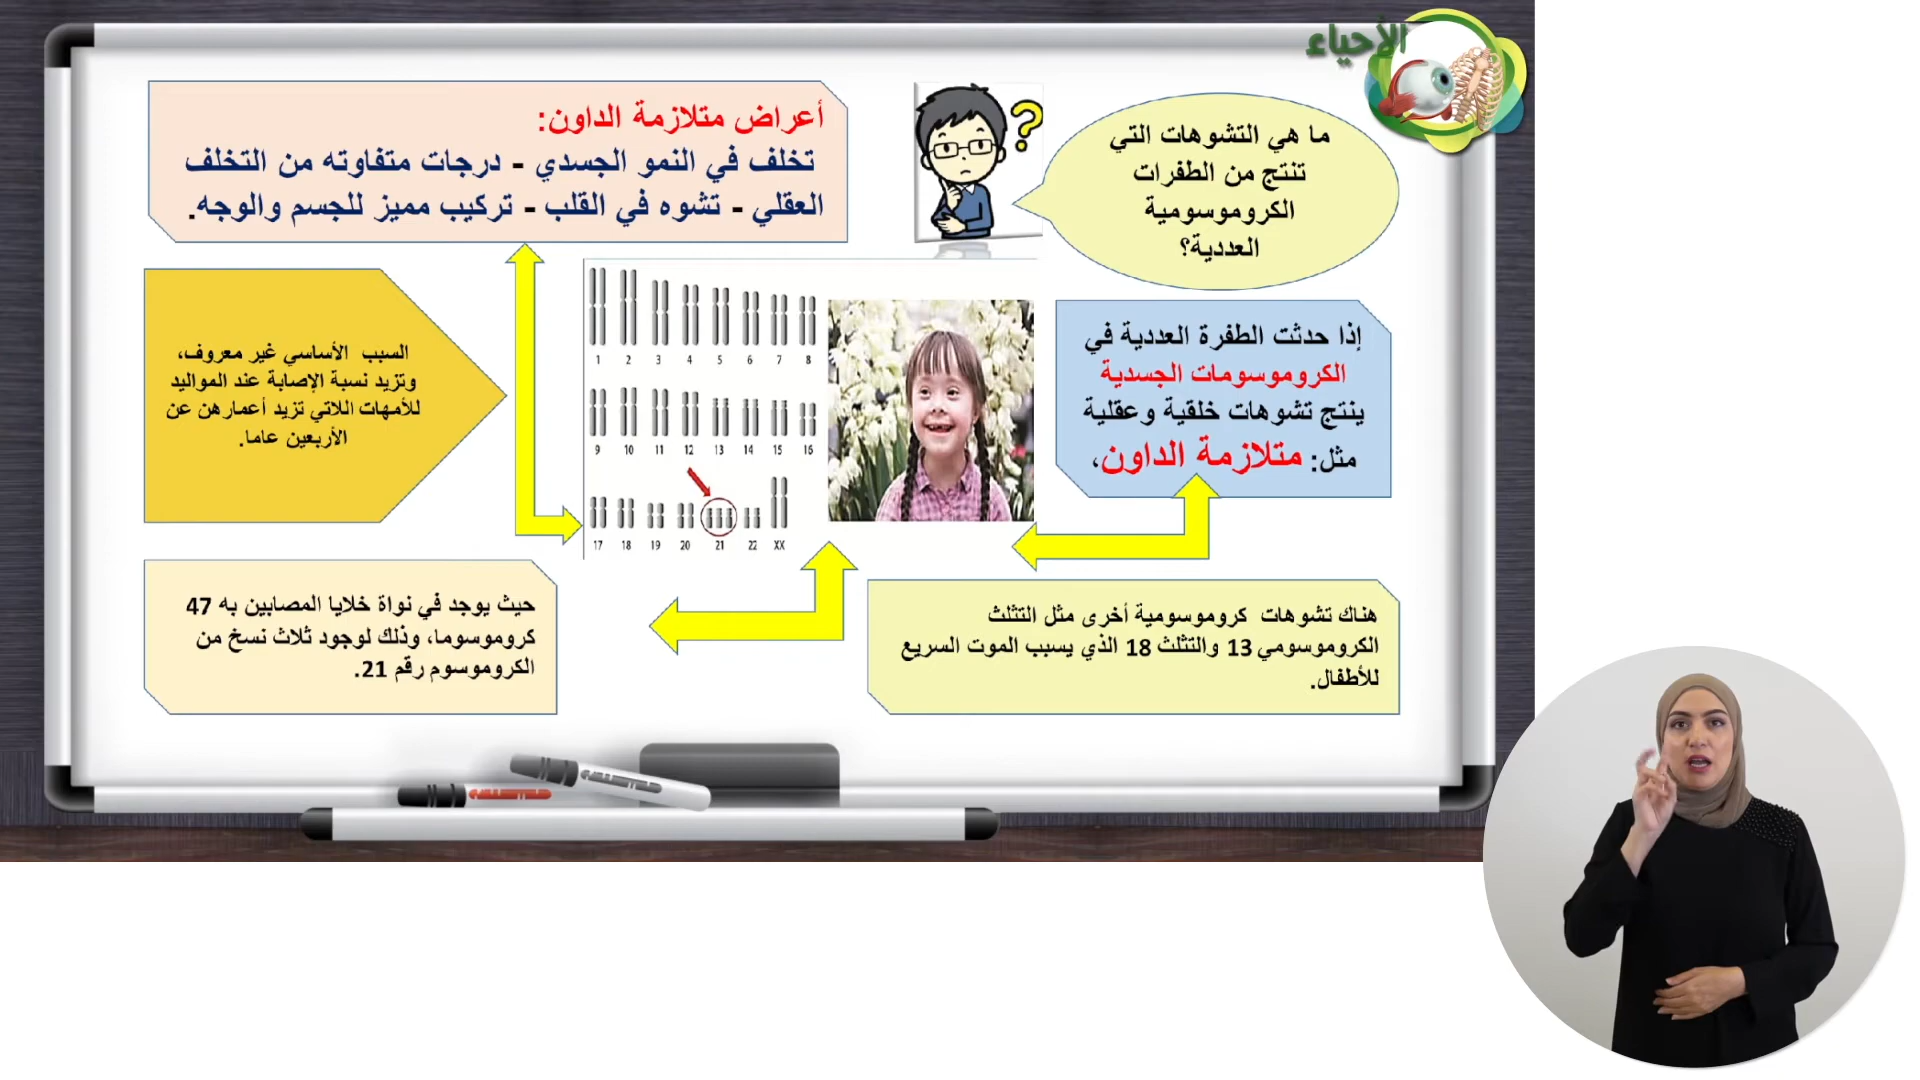 الأحياء
ما هي التشوهات التي
تنتج من الطفرات
الكروموسومية
العددية؟
أعراض متلازمة الداون:
تخلف في النمو الجسدي - درجات متفاوته من التخلف
العقلي - تشوه في القلب - تركيب مميز للجسم والوجه.
إذا حدثت الطفرة العددية في
الكروموسومات الجسدية
ينتج تشوهات خلقية وعقلية
مثل: متلازمة الداون،
1 2 3 4 5 6 7 8
9 10 11 12 13 14 15 16
17 18 19 20 21 22 XX
السبب الأساسي غير معروف،
وتزيد نسبة الإصابة عند المواليد
للأمهات اللاتي تزيد أعمارهن عن
الأربعين عاما.
هناك تشوهات كروموسومية أخرى مثل التثلث
الكروموسومي 13 والتثلث 18 الذي يسبب الموت السريع
للأطفال.
حيث يوجد في نواة خلايا المصابين به 47
كروموسوما، وذلك لوجود ثلاث نسخ من
الكروموسوم رقم 21.